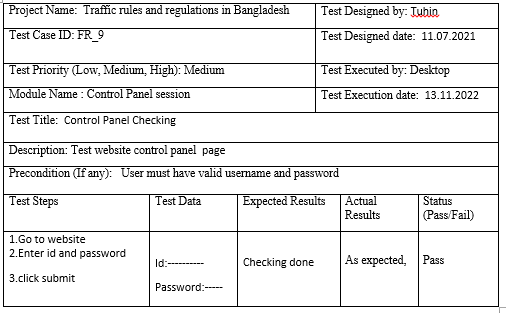 Project Name: Traffic rules and regulations in Bangladesh
Test Designed by: Tuhin
Test Case ID: FR_9
Test Designed date: 11.07.2021
Test Priority (Low, Medium, High): Medium
Test Executed by: Desktop
Module Name : Control Panel session
Test Execution date: 13.11.2022
Test Title: Control Panel Checking
Description: Test website control panel page
Precondition (If any): User must have valid username and password
Test Steps
Test Data
Expected Results
Actual
Results
Status
(Pass/Fail)
1.Go to website
2.Enter id and password
3.click submit
Id:----------
Password:-----
Checking done
As expected,
Pass